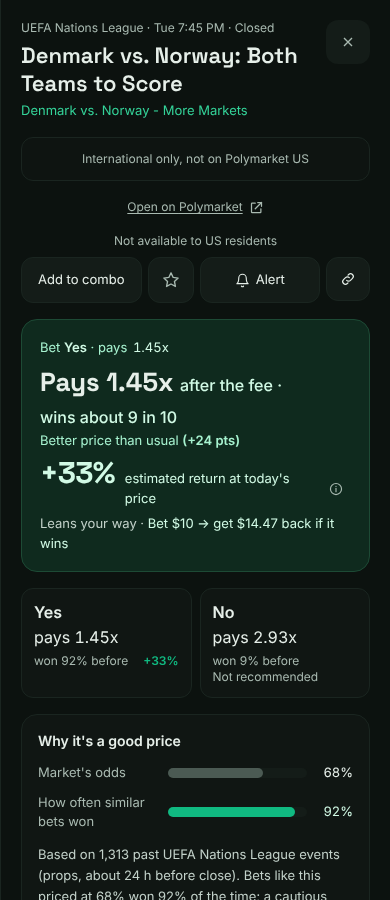 UEFA Nations League · Tue 7:45 PM · Closed
Denmark vs. Norway: Both
Teams to Score
Denmark vs. Norway - More Markets
International only, not on Polymarket US
Open on Polymarket
Not available to US residents
Add to combo
Alert
Bet Yes · pays 1.45x
Pays 1.45x after the fee ·
wins about 9 in 10
Better price than usual (+24 pts)
+33% estimated return at today's
price
Leans your way · Bet $10 → get $14.47 back if it
wins
Yes
pays 1.45x
won 92% before +33%
No
pays 2.93x
won 9% before
Not recommended
Why it's a good price
Market's odds 68%
How often similar
bets won 92%
Based on 1,313 past UEFA Nations League events
(props, about 24 h before close). Bets like this
priced at 68% won 92% of the time; a cautious